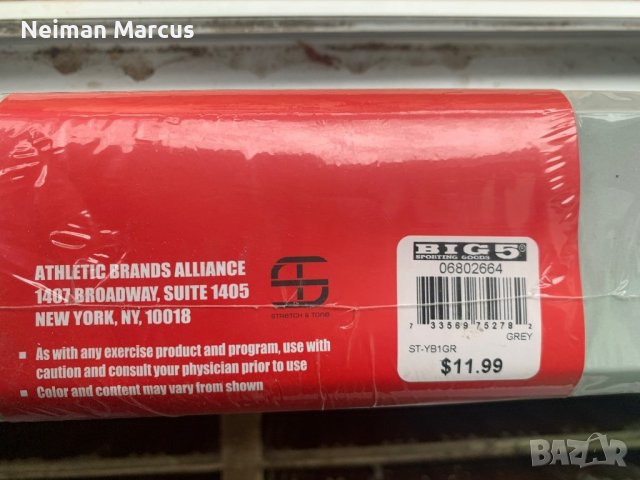 Neiman Marcus
ATHLETIC BRANDS ALLIANCE
1407 BROADWAY, SUITE 1405
NEW YORK, NY, 10018
STRETCH & TONE
▪ As with any exercise product and program, use with
caution and consult your physician prior to use
▪ Color and content may vary from shown
BIG 5®
SPORTING GOODS
06802664
7 33569 75278 2
GREY
ST-YB1GR
$11.99
BAZAR